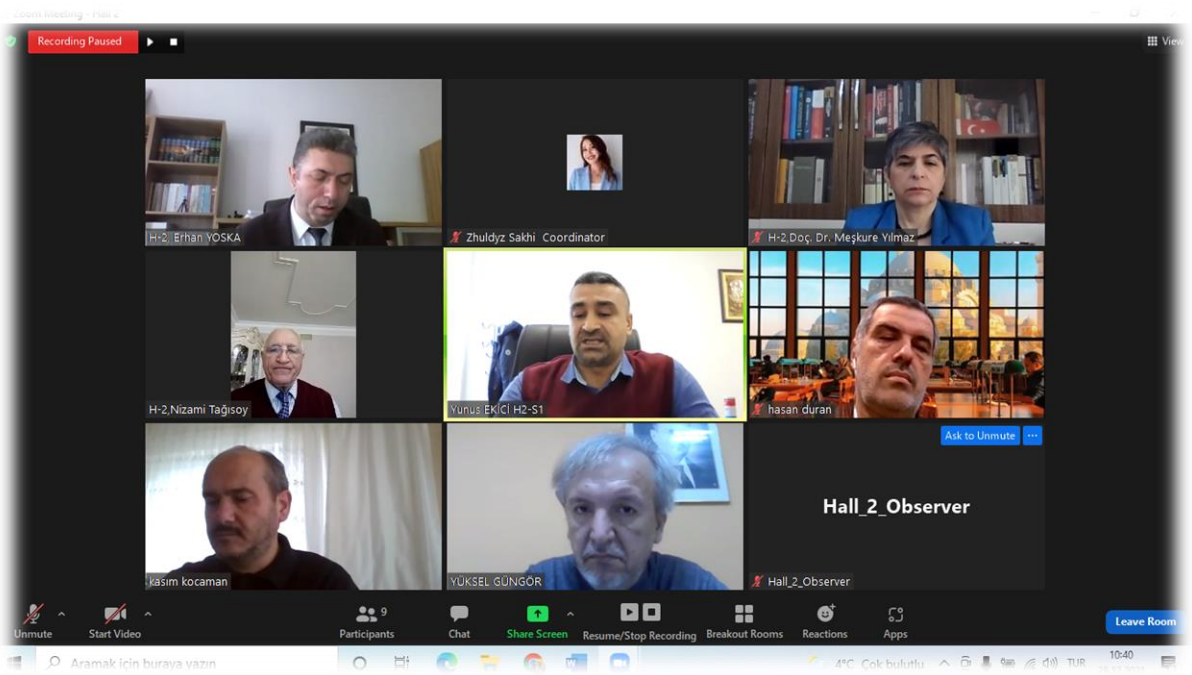 Zoom Meeting - Hall 2
Recording Paused
View
H-2, Erhan YOSKA
Zhuldyz Sakhi Coordinator
H-2,Doç. Dr. Meşkure Yılmaz
H-2,Nizami Tağısoy
Yunus EKİCİ H2-S1
hasan duran
Ask to Unmute
kasım kocaman
YÜKSEL GÜNGÖR
Hall_2_Observer
Hall_2_Observer
Unmute
Start Video
9
Participants
Chat
Share Screen
Resume/Stop Recording
Breakout Rooms
Reactions
Apps
Leave Room
Aramak için buraya yazın
4°C Çok bulutlu
TUR
10:40